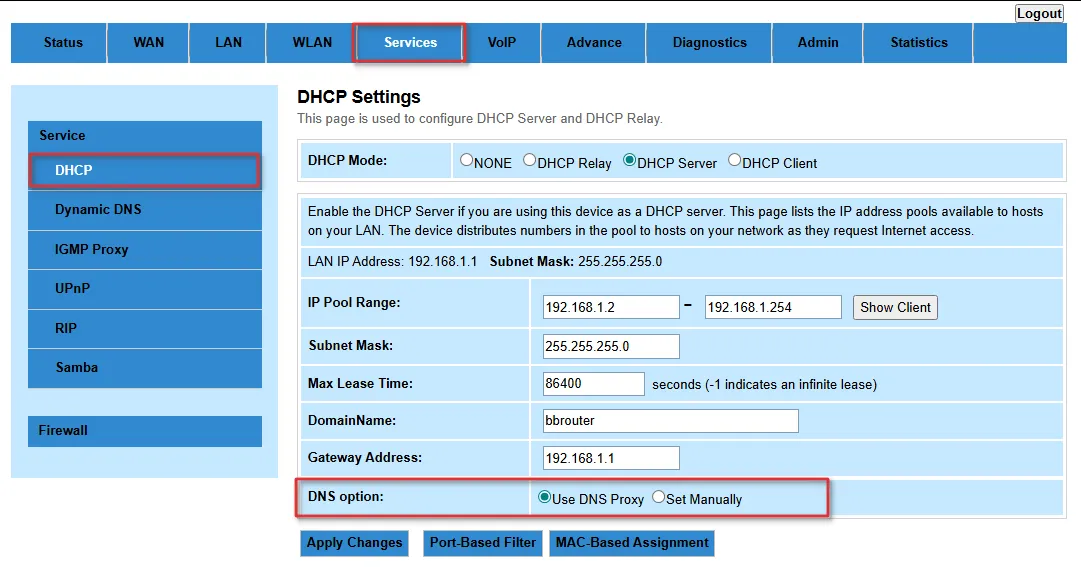 Logout
Status WAN LAN WLAN Services VoIP Advance Diagnostics Admin Statistics
Service
DHCP
Dynamic DNS
IGMP Proxy
UPnP
RIP
Samba
Firewall
DHCP Settings
This page is used to configure DHCP Server and DHCP Relay.
DHCP Mode: NONE DHCP Relay DHCP Server DHCP Client
Enable the DHCP Server if you are using this device as a DHCP server. This page lists the IP address pools available to hosts
on your LAN. The device distributes numbers in the pool to hosts on your network as they request Internet access.
LAN IP Address: 192.168.1.1 Subnet Mask: 255.255.255.0
IP Pool Range: 192.168.1.2 – 192.168.1.254 Show Client
Subnet Mask: 255.255.255.0
Max Lease Time: 86400 seconds (-1 indicates an infinite lease)
DomainName: bbrouter
Gateway Address: 192.168.1.1
DNS option: Use DNS Proxy Set Manually
Apply Changes Port-Based Filter MAC-Based Assignment